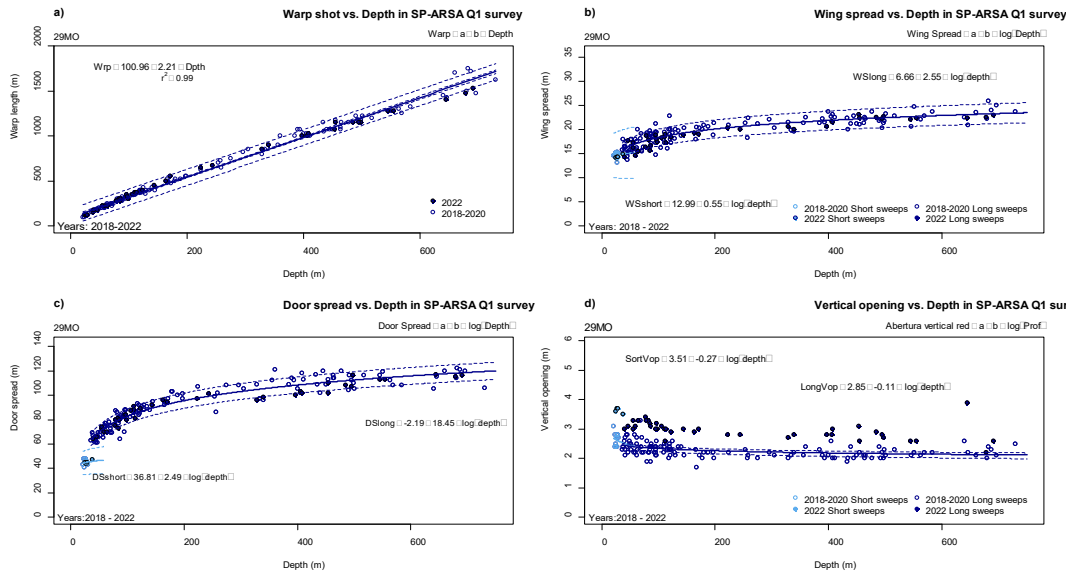 a) Warp shot vs. Depth in SP-ARSA Q1 survey
29MO Warp □ a □ b □ Depth
Wrp □ 100.96 □ 2.21 □ Dpth
r² □ 0.99
Warp length (m)
0 500 1000 1500 2000
2022
2018-2020
Years: 2018-2022
0 200 400 600
Depth (m)
b) Wing spread vs. Depth in SP-ARSA Q1 survey
29MO Wing Spread □ a □ b □ log□Depth□
WSlong □ 6.66 □ 2.55 □ log□depth□
WSshort □ 12.99 □ 0.55 □ log□depth□
Wing spread (m)
0 5 10 15 20 25 30 35
2018-2020 Short sweeps 2018-2020 Long sweeps
2022 Short sweeps 2022 Long sweeps
Years: 2018 - 2022
0 200 400 600
Depth (m)
c) Door spread vs. Depth in SP-ARSA Q1 survey
29MO Door Spread □ a □ b □ log□Depth□
DSlong □ -2.19 □ 18.45 □ log□depth□
DSshort □ 36.81 □ 2.49 □ log□depth□
Door spread (m)
0 20 40 60 80 100 120 140
Years:2018 - 2022
0 200 400 600
Depth (m)
d) Vertical opening vs. Depth in SP-ARSA Q1 sur
29MO Abertura vertical red □ a □ b □ log□Prof□
SortVop □ 3.51 □ -0.27 □ log□depth□
LongVop □ 2.85 □ -0.11 □ log□depth□
Vertical opening (m)
0 1 2 3 4 5 6
2018-2020 Short sweeps 2018-2020 Long sweeps
2022 Short sweeps 2022 Long sweeps
Years:2018 - 2022
0 200 400 600
Depth (m)